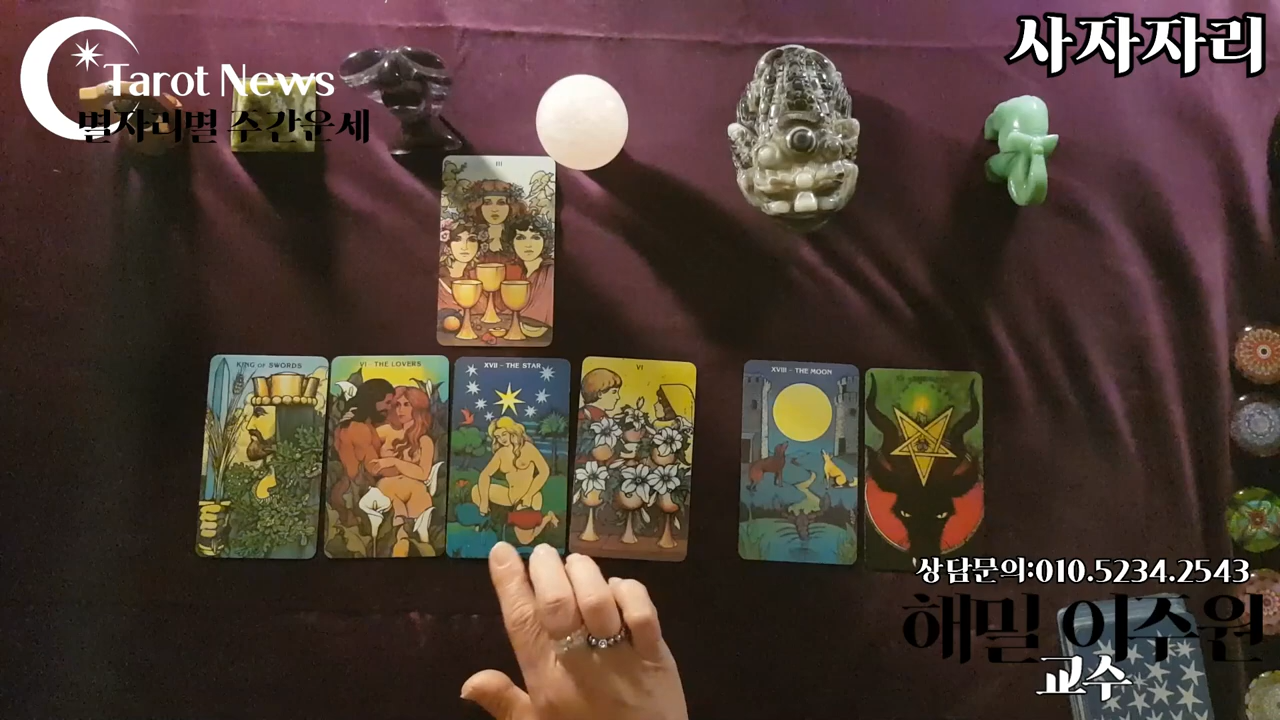 사자자리
Tarot News
별자리별 주간운세
III
KING OF SWORDS
VI · THE LOVERS
XVII - THE STAR
VI
XVIII - THE MOON
상담문의:010.5234.2543
해밀 이주원
교수